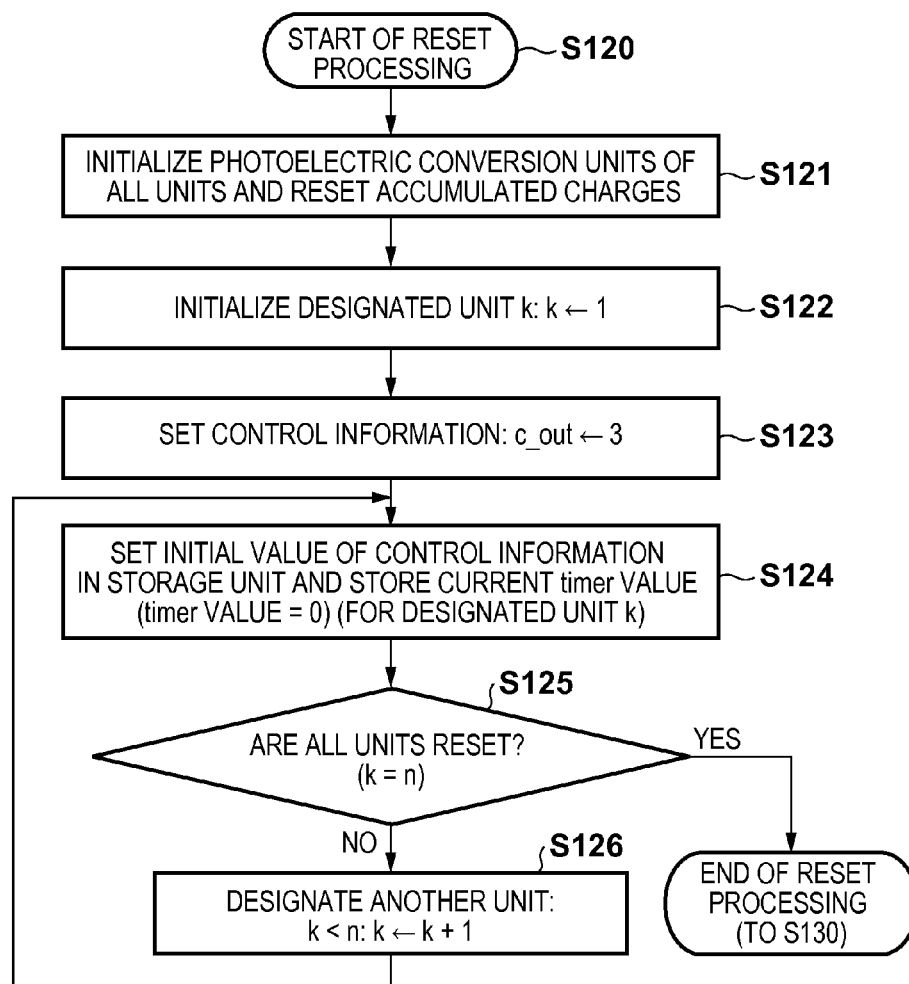 START OF RESET
PROCESSING
S120
INITIALIZE PHOTOELECTRIC CONVERSION UNITS OF
ALL UNITS AND RESET ACCUMULATED CHARGES
S121
INITIALIZE DESIGNATED UNIT k: k ← 1
S122
SET CONTROL INFORMATION: c_out ← 3
S123
SET INITIAL VALUE OF CONTROL INFORMATION
IN STORAGE UNIT AND STORE CURRENT timer VALUE
(timer VALUE = 0) (FOR DESIGNATED UNIT k)
S124
S125
ARE ALL UNITS RESET?
(k = n)
YES
NO
S126
DESIGNATE ANOTHER UNIT:
k < n: k ← k + 1
END OF RESET
PROCESSING
(TO S130)